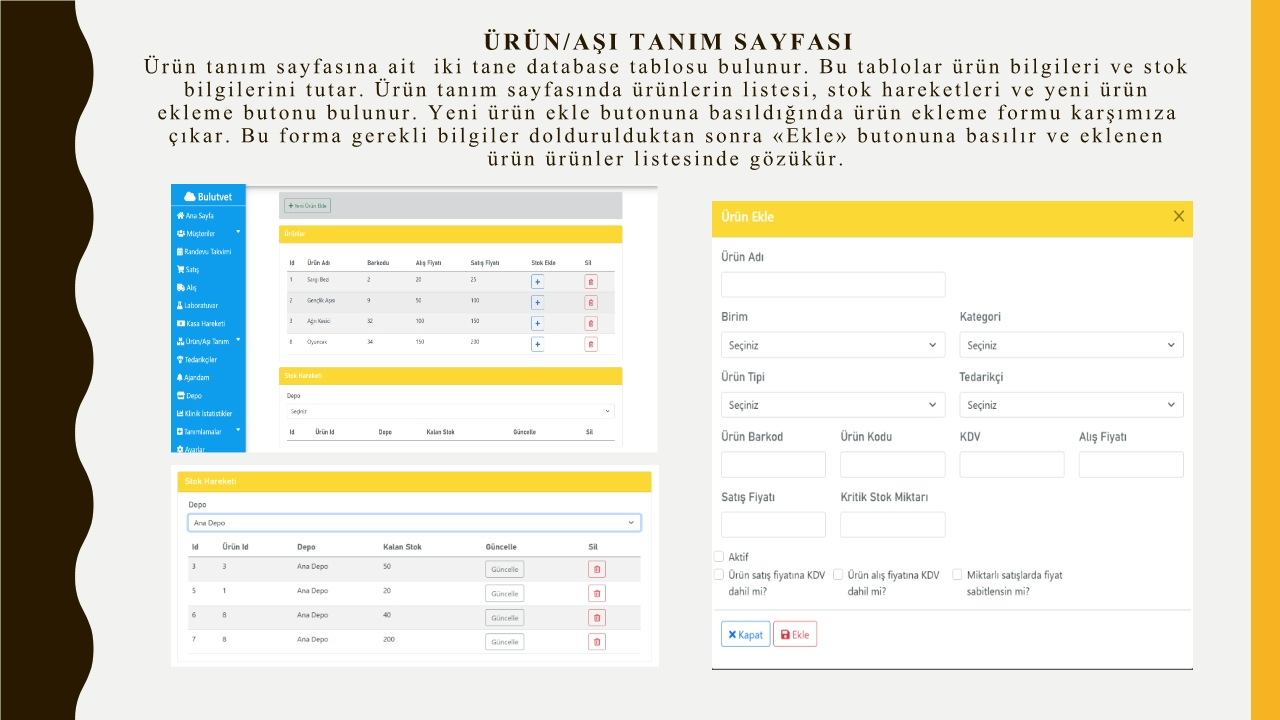 ÜRÜN/AŞI TANIM SAYFASI
Ürün tanım sayfasına ait iki tane database tablosu bulunur. Bu tablolar ürün bilgileri ve stok
bilgilerini tutar. Ürün tanım sayfasında ürünlerin listesi, stok hareketleri ve yeni ürün
ekleme butonu bulunur. Yeni ürün ekle butonuna basıldığında ürün ekleme formu karşımıza
çıkar. Bu forma gerekli bilgiler doldurulduktan sonra «Ekle» butonuna basılır ve eklenen
ürün ürünler listesinde gözükür.
Bulutvet
Ana Sayfa
Müşteriler
Randevu Takvimi
Satış
Alış
Laboratuvar
Kasa Hareketi
Ürün/Aşı Tanım
Tedarikçiler
Ajandam
Depo
Klinik İstatistikler
Tanımlamalar
Ayarlar
+ Yeni Ürün Ekle
Ürünler
Id Ürün Adı Barkodu Alış Fiyatı Satış Fiyatı Stok Ekle Sil
1 Sargı Bezi 2 20 25 +
2 Gençlik Aşısı 9 50 100 +
3 Ağrı Kesici 32 100 150 +
8 Oyuncak 34 150 200 +
Stok Hareketi
Depo
Seçiniz
Id Ürün Id Depo Kalan Stok Güncelle Sil
Stok Hareketi
Depo
Ana Depo
Id Ürün Id Depo Kalan Stok Güncelle Sil
3 3 Ana Depo 50 Güncelle
5 1 Ana Depo 20 Güncelle
6 8 Ana Depo 40 Güncelle
7 8 Ana Depo 200 Güncelle
Ürün Ekle
Ürün Adı
Birim Kategori
Seçiniz Seçiniz
Ürün Tipi Tedarikçi
Seçiniz Seçiniz
Ürün Barkod Ürün Kodu KDV Alış Fiyatı
Satış Fiyatı Kritik Stok Miktarı
Aktif
Ürün satış fiyatına KDV Ürün alış fiyatına KDV Miktarlı satışlarda fiyat
dahil mi? dahil mi? sabitlensin mi?
Kapat Ekle